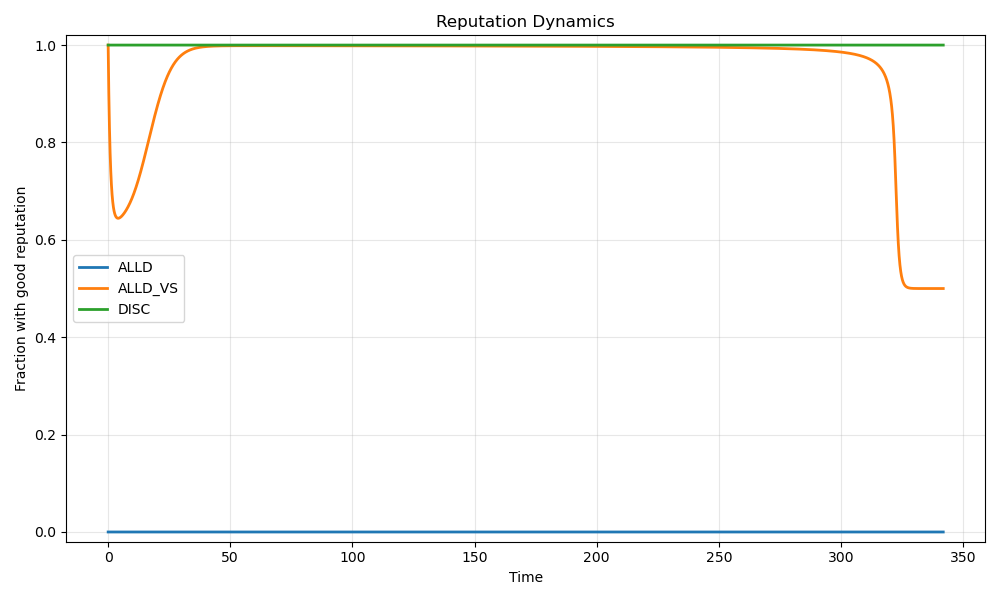 Reputation Dynamics
Fraction with good reputation
1.0
0.8
0.6
0.4
0.2
0.0
ALLD
ALLD_VS
DISC
0 50 100 150 200 250 300 350
Time